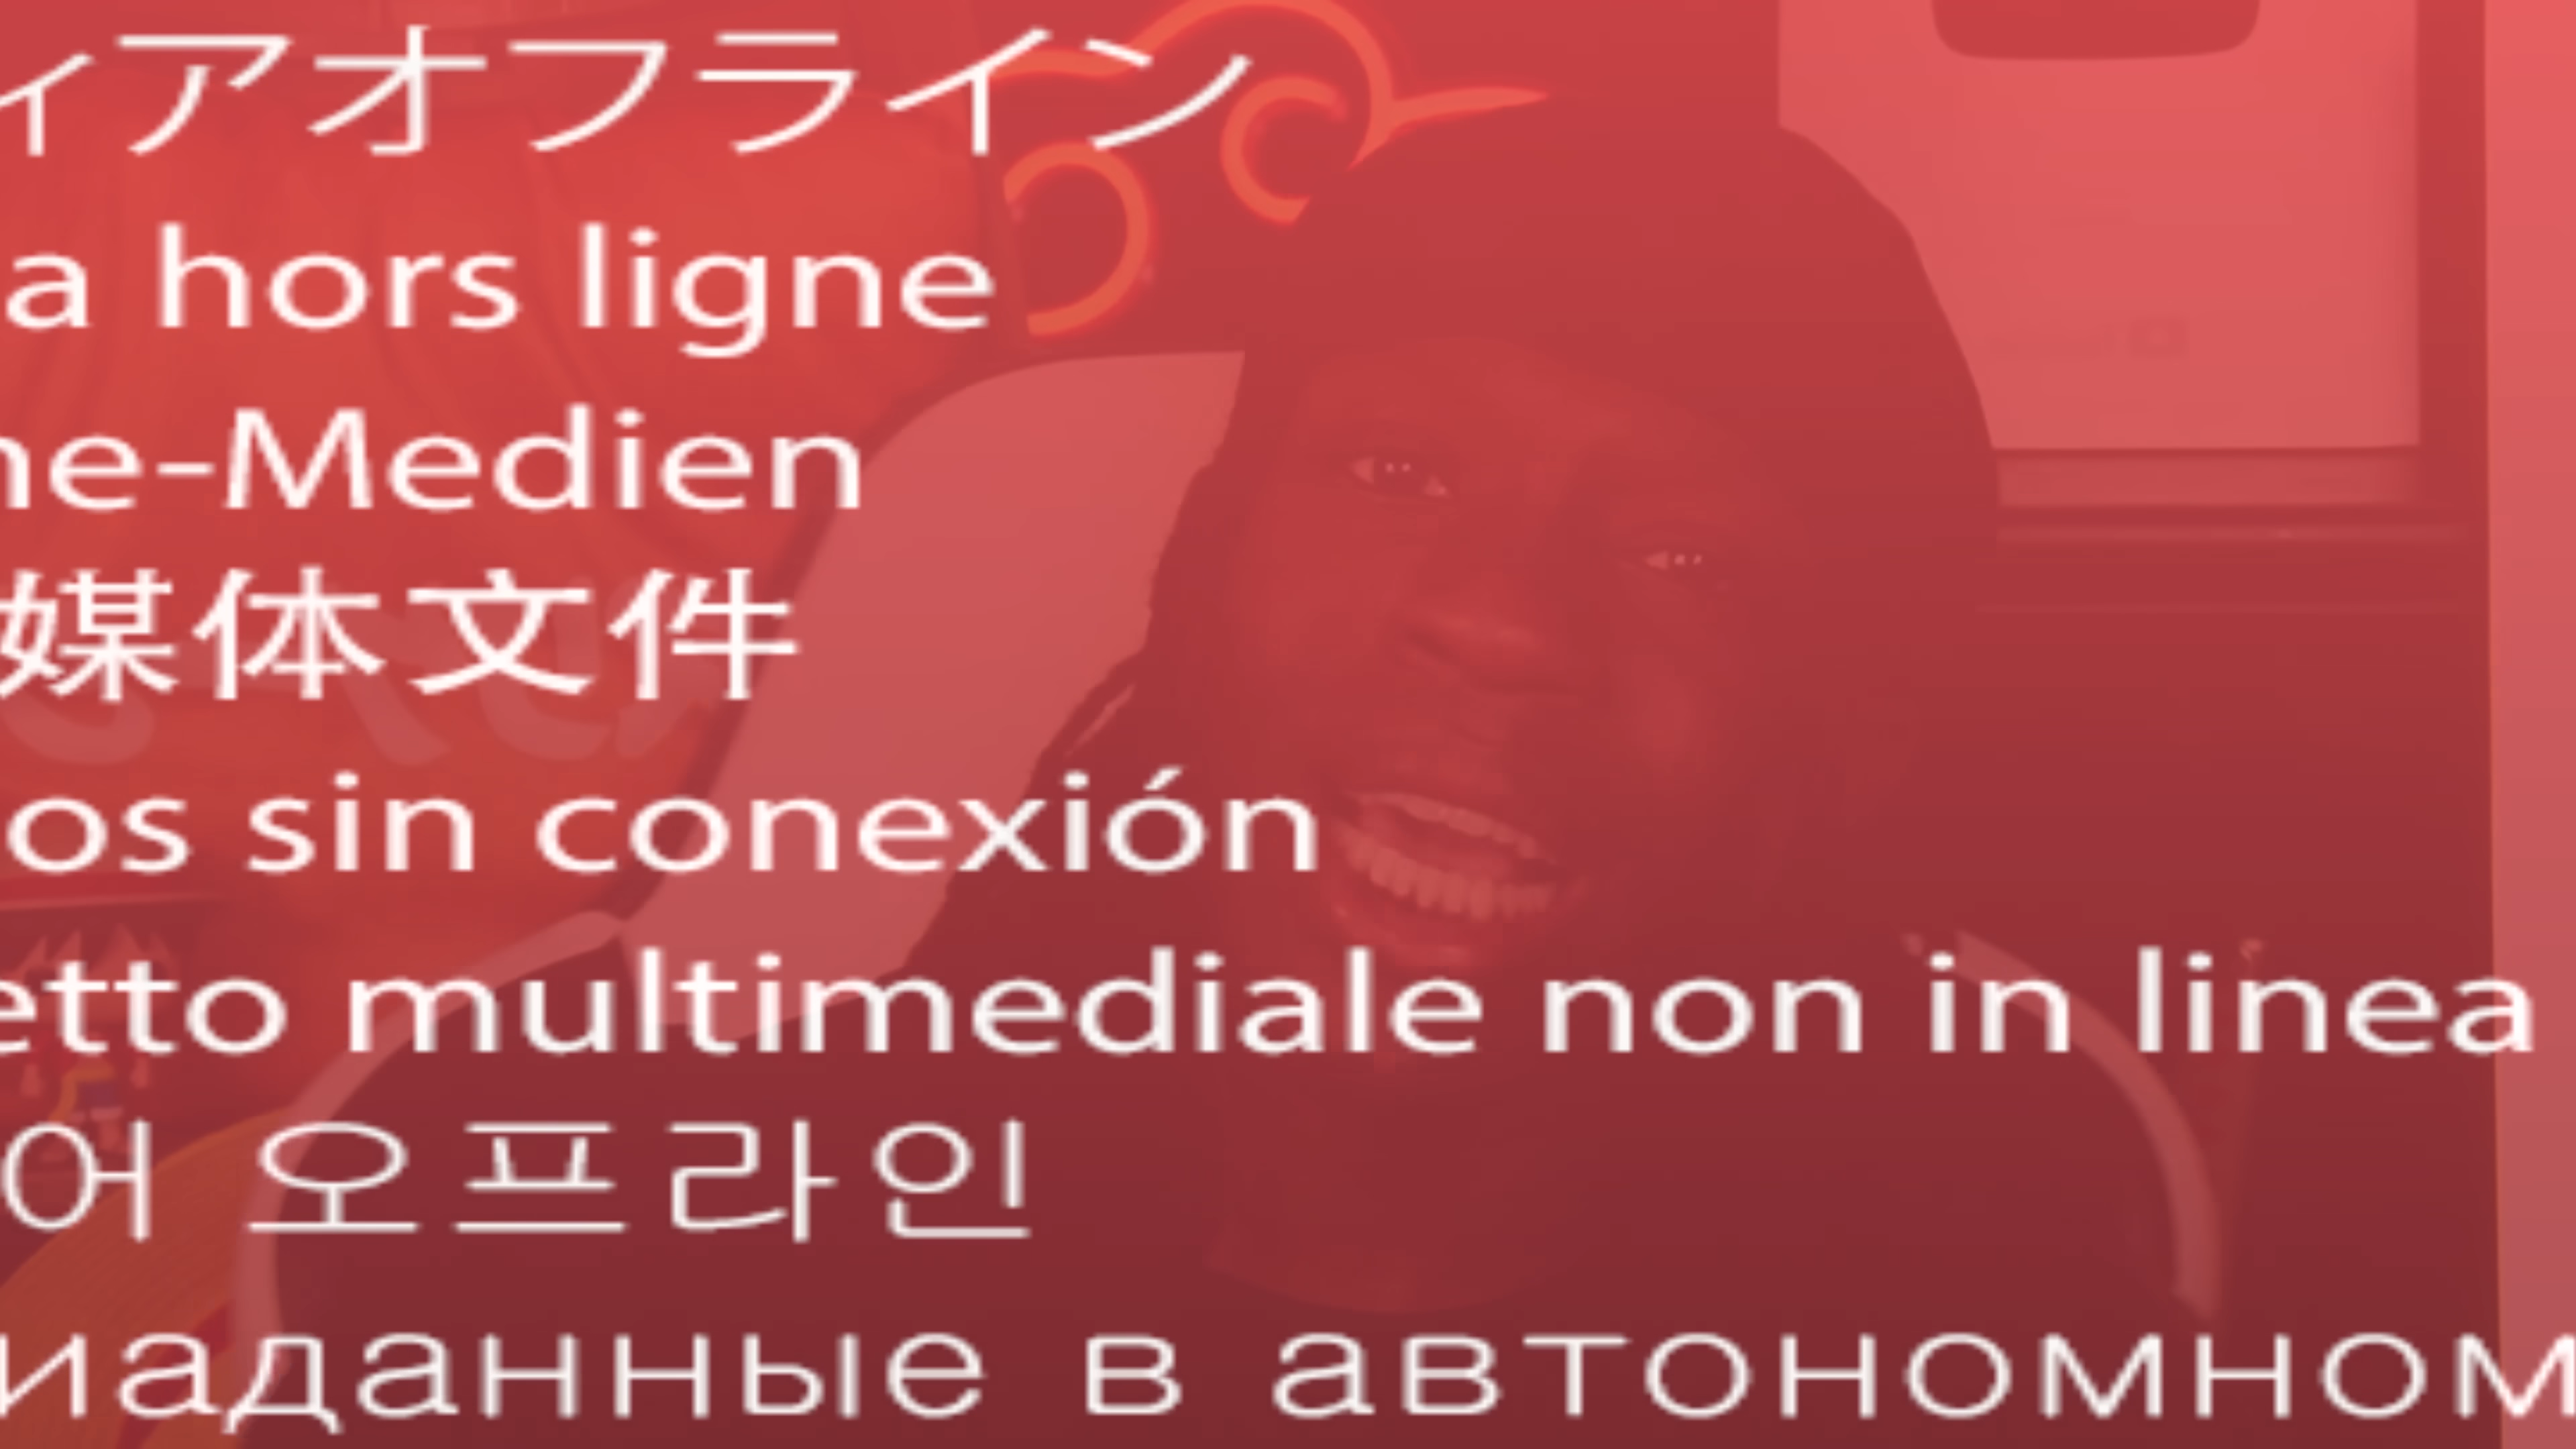 ィアオフライン
a hors ligne
ne-Medien
媒体文件
os sin conexión
etto multimediale non in linea
어 오프라인
иаданные в автономном